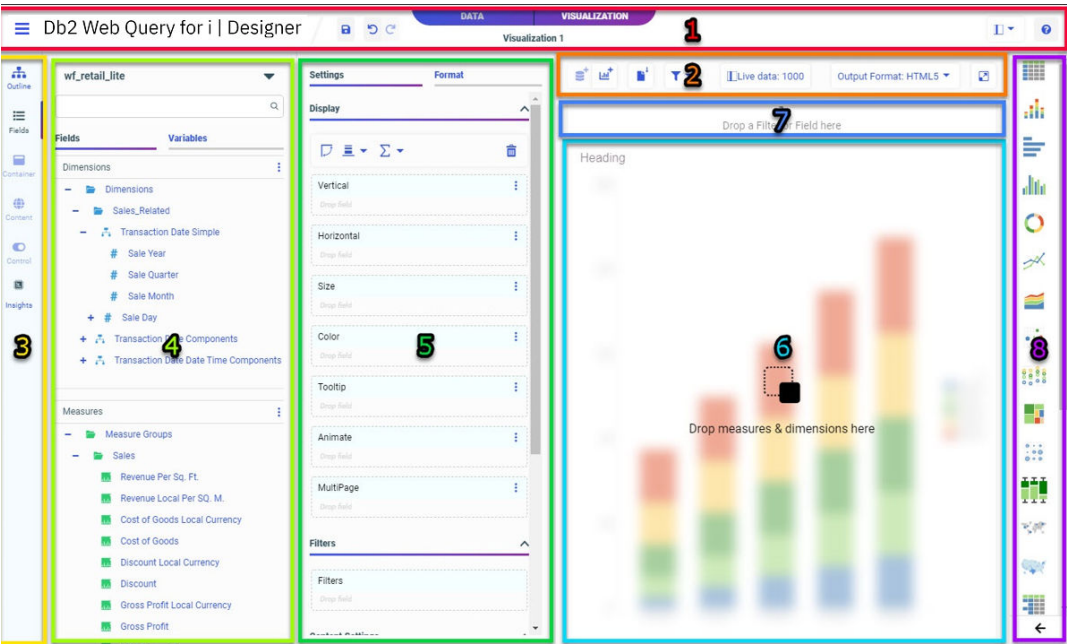 Db2 Web Query for i | Designer
DATA
VISUALIZATION
Visualization 1
1
Outline
Fields
Container
Content
Control
Insights
3
wf_retail_lite
Fields
Variables
Dimensions
Dimensions
Sales_Related
Transaction Date Simple
# Sale Year
# Sale Quarter
# Sale Month
+ # Sale Day
+ Transaction Date Components
+ Transaction Date Date Time Components
4
Measures
Measure Groups
Sales
Revenue Per Sq. Ft.
Revenue Local Per SQ. M.
Cost of Goods Local Currency
Cost of Goods
Discount Local Currency
Discount
Gross Profit Local Currency
Gross Profit
Settings
Format
Display
Vertical
Drop field
Horizontal
Drop field
Size
Drop field
Color
Drop field
5
Tooltip
Drop field
Animate
Drop field
MultiPage
Drop field
Filters
Filters
Drop field
Content Settings
2
Live data: 1000
Output Format: HTML5
Drop a Filter or Field here
7
Heading
6
Drop measures & dimensions here
8